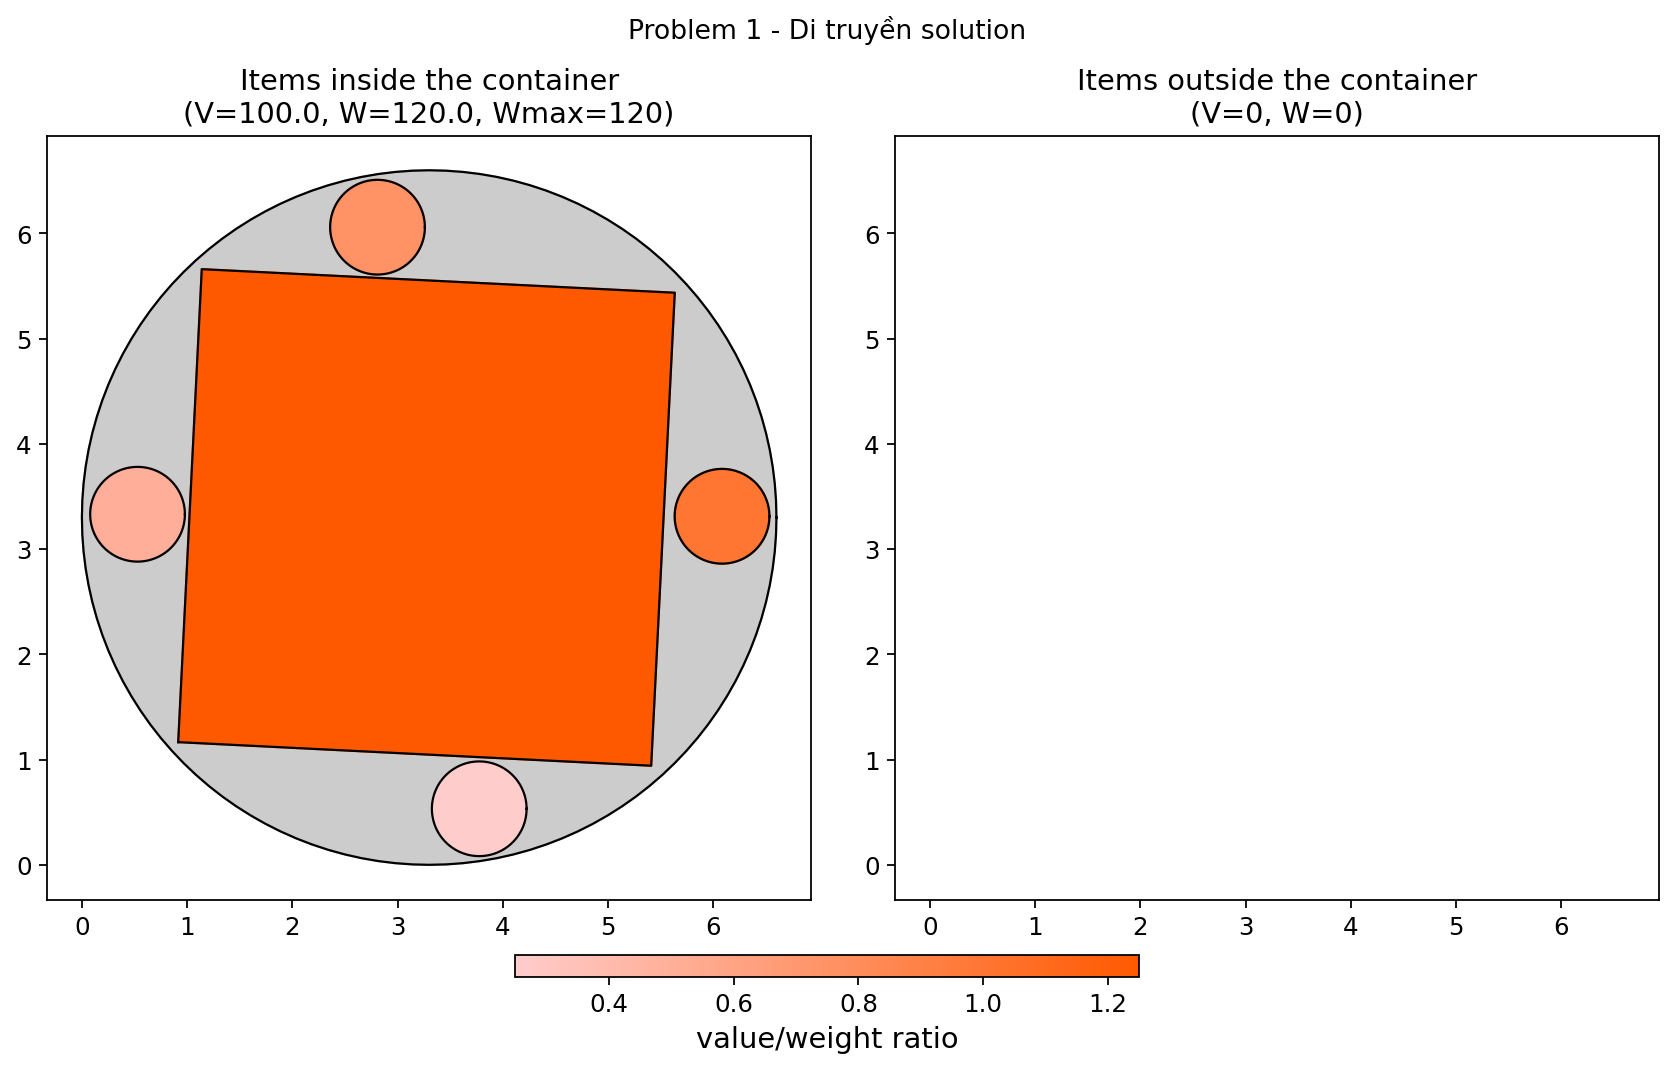 Problem 1 - Di truyền solution
Items inside the container
(V=100.0, W=120.0, Wmax=120)
6
5
4
3
2
1
0
0 1 2 3 4 5 6
Items outside the container
(V=0, W=0)
6
5
4
3
2
1
0
0 1 2 3 4 5 6
0.4 0.6 0.8 1.0 1.2
value/weight ratio